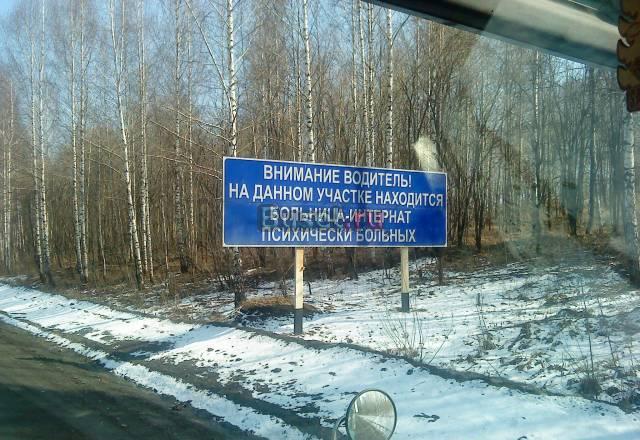 ВНИМАНИЕ ВОДИТЕЛЬ!
НА ДАННОМ УЧАСТКЕ НАХОДИТСЯ
БОЛЬНИЦА-ИНТЕРНАТ
ПСИХИЧЕСКИ БОЛЬНЫХ